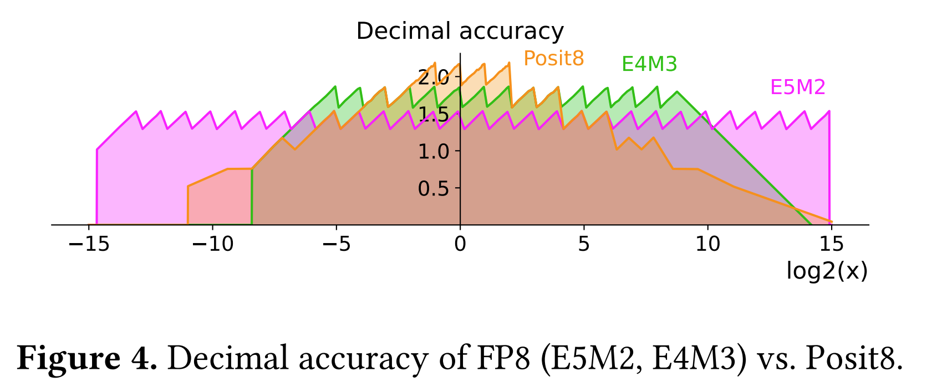 Decimal accuracy
Posit8
E4M3
E5M2
2.0
1.5
1.0
0.5
−15 −10 −5 0 5 10 15
log2(x)
Figure 4. Decimal accuracy of FP8 (E5M2, E4M3) vs. Posit8.